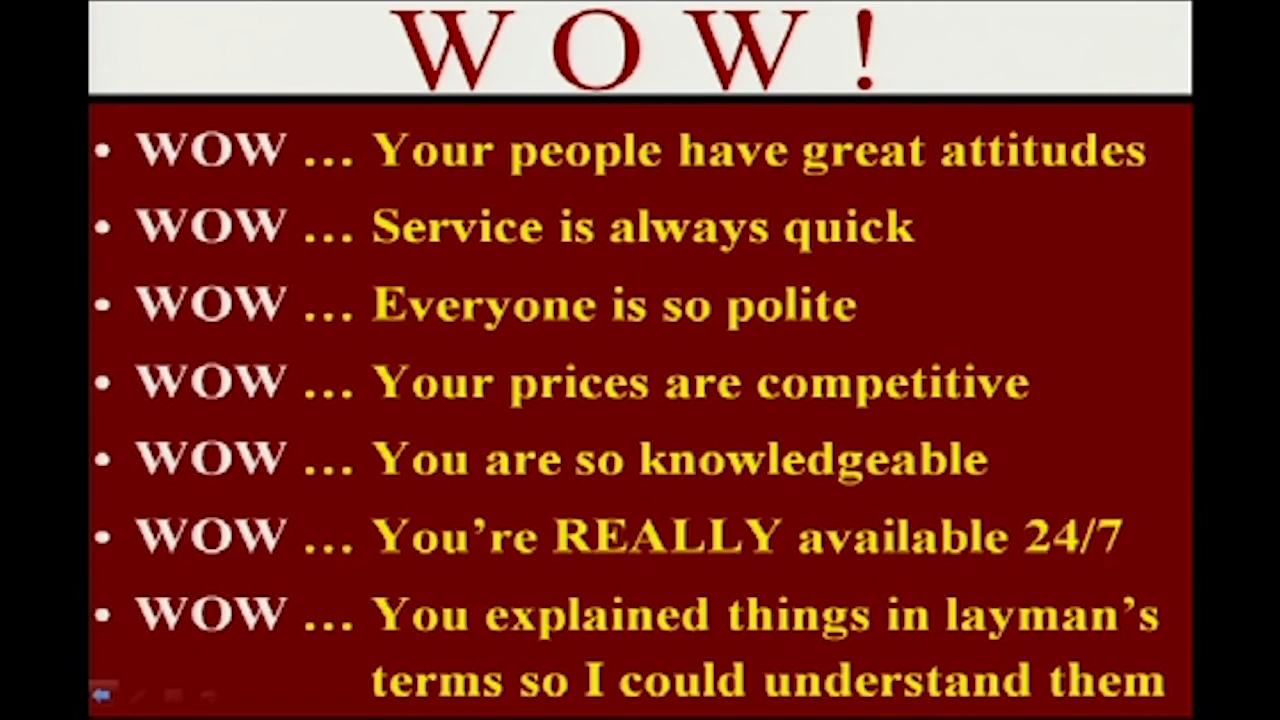 W O W !
• WOW ... Your people have great attitudes
• WOW ... Service is always quick
• WOW ... Everyone is so polite
• WOW ... Your prices are competitive
• WOW ... You are so knowledgeable
• WOW ... You’re REALLY available 24/7
• WOW ... You explained things in layman’s
terms so I could understand them